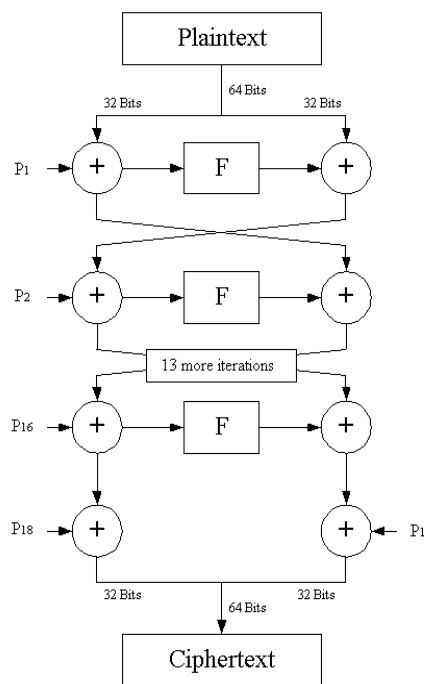 Plaintext
64 Bits
32 Bits 32 Bits
P1 + F +
P2 + F +
13 more iterations
P16 + F +
P18 + + P1
32 Bits 32 Bits
64 Bits
Ciphertext